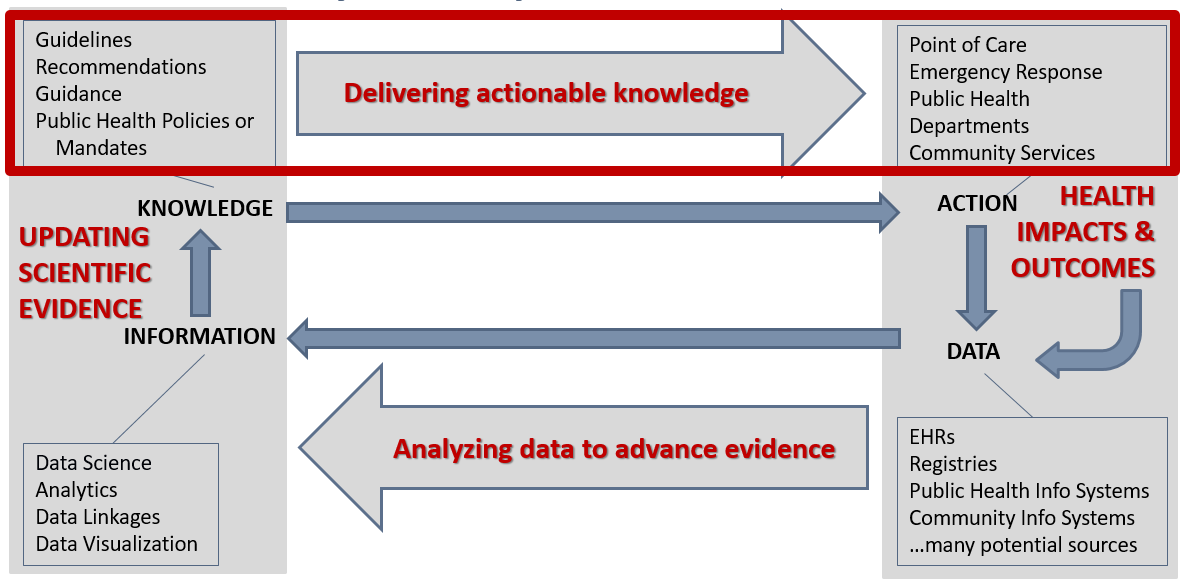 Guidelines
Recommendations
Guidance
Public Health Policies or
Mandates
Delivering actionable knowledge
Point of Care
Emergency Response
Public Health
Departments
Community Services
KNOWLEDGE
ACTION
HEALTH
IMPACTS &
OUTCOMES
UPDATING
SCIENTIFIC
EVIDENCE
INFORMATION
DATA
Analyzing data to advance evidence
Data Science
Analytics
Data Linkages
Data Visualization
EHRs
Registries
Public Health Info Systems
Community Info Systems
...many potential sources